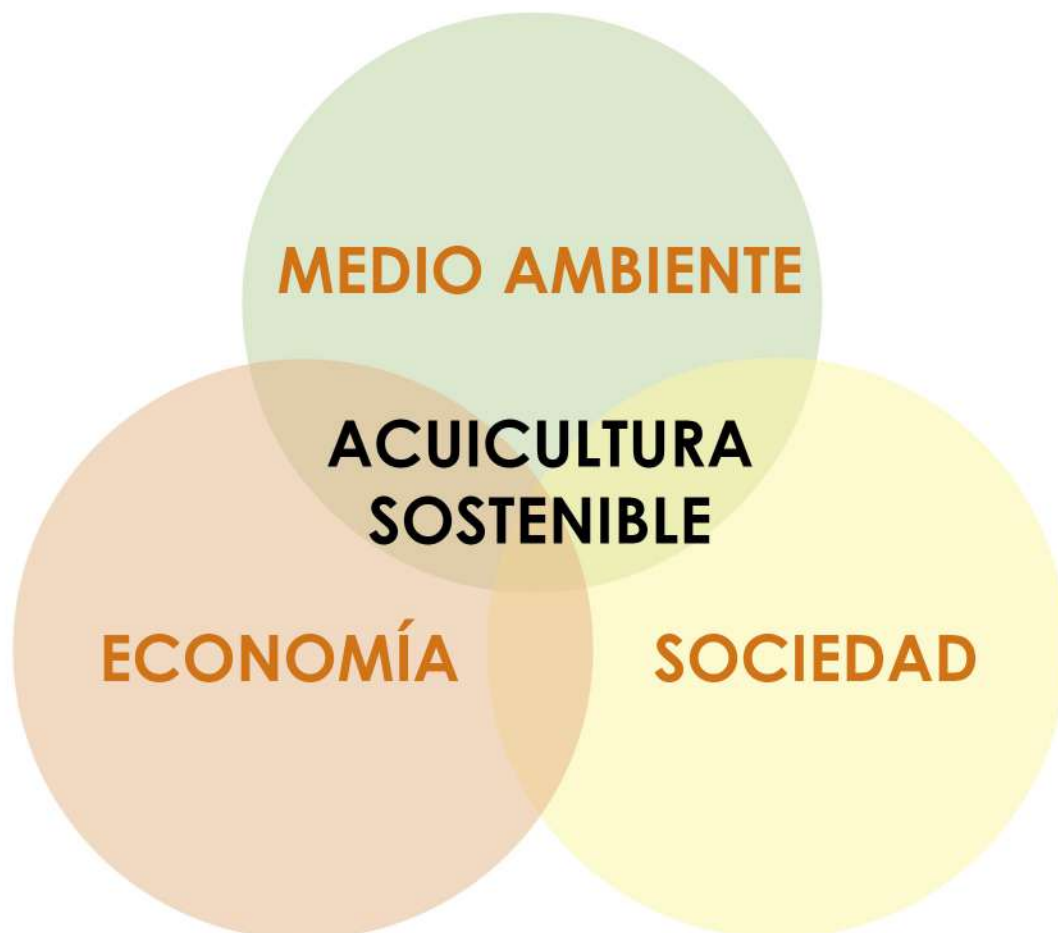 MEDIO AMBIENTE
ACUICULTURA
SOSTENIBLE
ECONOMÍA
SOCIEDAD